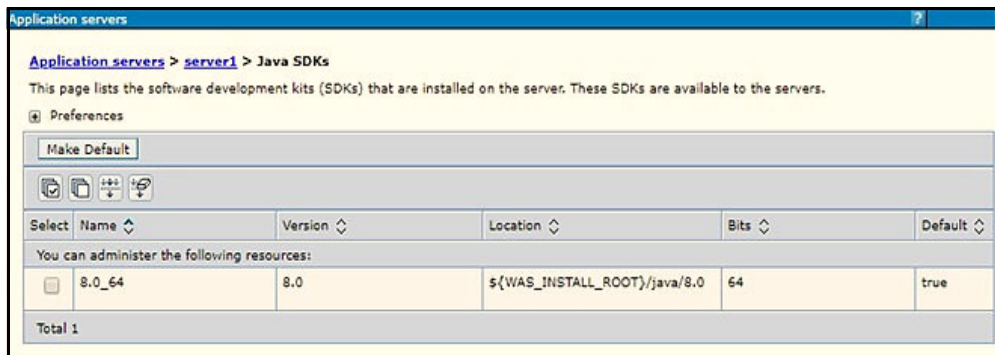 Application servers ?
Application servers > server1 > Java SDKs
This page lists the software development kits (SDKs) that are installed on the server. These SDKs are available to the servers.
+ Preferences
Make Default
Select Name Version Location Bits Default
You can administer the following resources:
8.0_64 8.0 ${WAS_INSTALL_ROOT}/java/8.0 64 true
Total 1